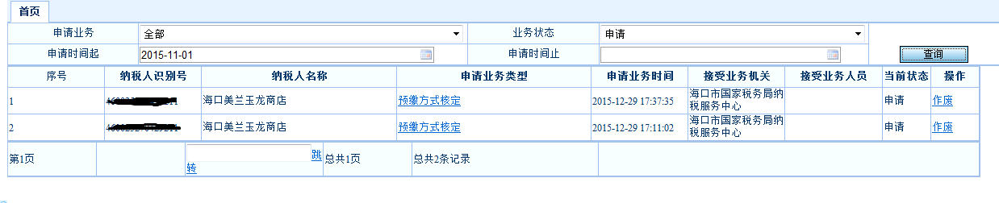 首页
申请业务 全部 业务状态 申请
申请时间起 2015-11-01 申请时间止 查询
序号 纳税人识别号 纳税人名称 申请业务类型 申请业务时间 接受业务机关 接受业务人员 当前状态 操作
1 海口美兰玉龙商店 预缴方式核定 2015-12-29 17:37:35 海口市国家税务局纳 申请 作废
税服务中心
2 海口美兰玉龙商店 预缴方式核定 2015-12-29 17:11:02 海口市国家税务局纳 申请 作废
税服务中心
第1页 跳 总共1页 总共2条记录
转